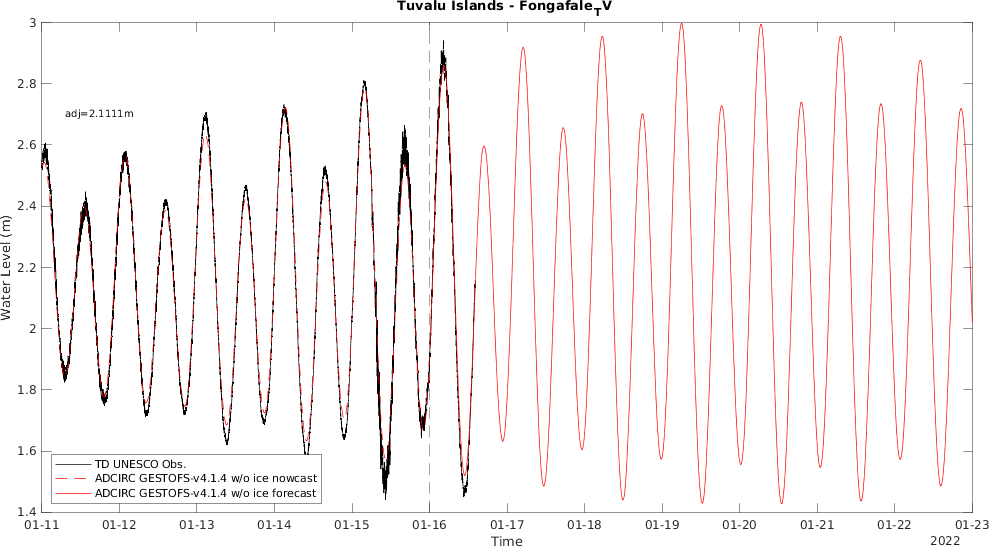 Tuvalu Islands - Fongafale_TV
3
2.8
adj=2.1111m
2.6
2.4
Water Level (m)
2.2
2
1.8
1.6
TD UNESCO Obs.
ADCIRC GESTOFS-v4.1.4 w/o ice nowcast
ADCIRC GESTOFS-v4.1.4 w/o ice forecast
1.4
01-11 01-12 01-13 01-14 01-15 01-16 01-17 01-18 01-19 01-20 01-21 01-22 01-23
Time
2022